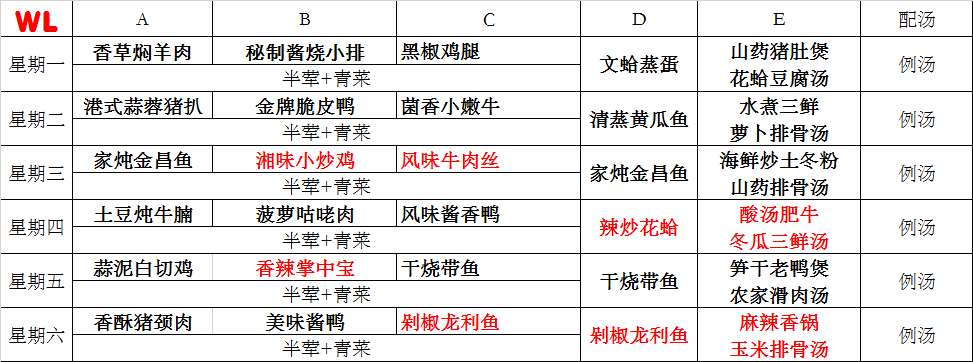 WL A B C D E 配汤
星期一 香草焖羊肉 秘制酱烧小排 黑椒鸡腿 文蛤蒸蛋 山药猪肚煲 例汤
半荤+青菜 花蛤豆腐汤
星期二 港式蒜蓉猪扒 金牌脆皮鸭 菌香小嫩牛 清蒸黄瓜鱼 水煮三鲜 例汤
半荤+青菜 萝卜排骨汤
星期三 家炖金昌鱼 湘味小炒鸡 风味牛肉丝 家炖金昌鱼 海鲜炒土冬粉 例汤
半荤+青菜 山药排骨汤
星期四 土豆炖牛腩 菠萝咕咾肉 风味酱香鸭 辣炒花蛤 酸汤肥牛 例汤
半荤+青菜 冬瓜三鲜汤
星期五 蒜泥白切鸡 香辣掌中宝 干烧带鱼 干烧带鱼 笋干老鸭煲 例汤
半荤+青菜 农家滑肉汤
星期六 香酥猪颈肉 美味酱鸭 剁椒龙利鱼 剁椒龙利鱼 麻辣香锅 例汤
半荤+青菜 玉米排骨汤